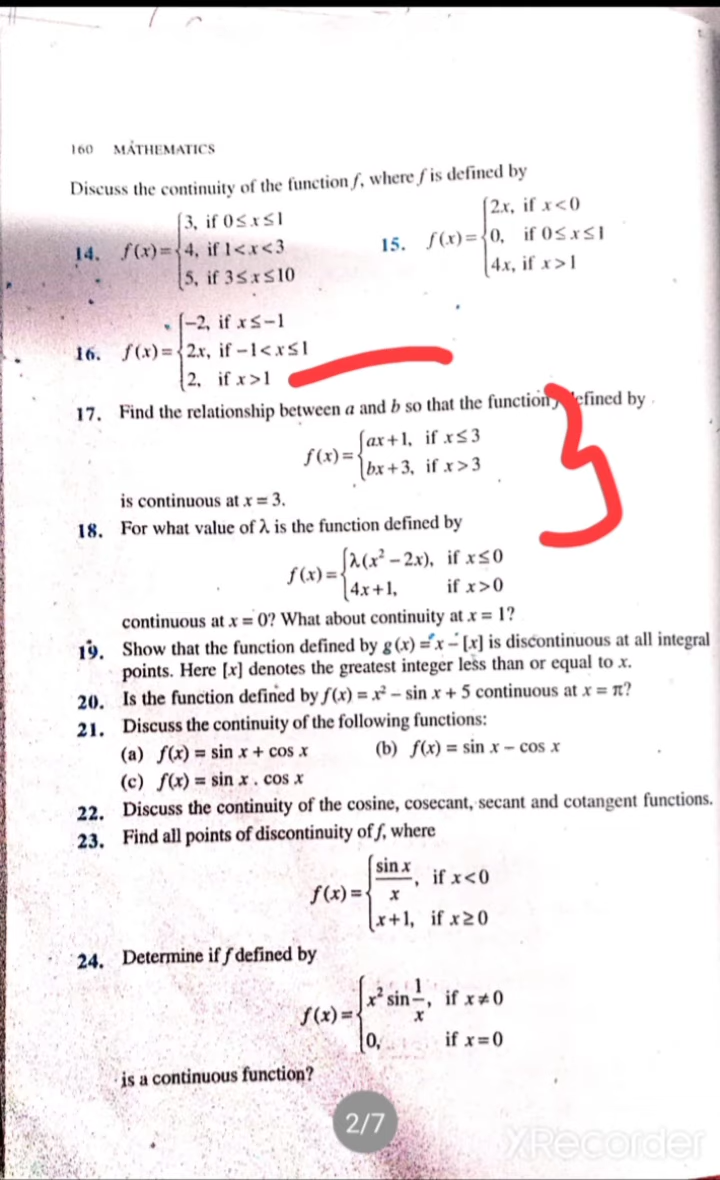 160 MATHEMATICS
Discuss the continuity of the function f, where f is defined by
14. f(x)={3, if 0≤x≤1
4, if 1<x<3
5, if 3≤x≤10
15. f(x)={2x, if x<0
0, if 0≤x≤1
4x, if x>1
16. f(x)={-2, if x≤-1
2x, if -1<x≤1
2, if x>1
17. Find the relationship between a and b so that the function defined by
f(x)={ax+1, if x≤3
bx+3, if x>3
is continuous at x = 3.
18. For what value of λ is the function defined by
f(x)={λ(x² – 2x), if x≤0
4x+1, if x>0
continuous at x = 0? What about continuity at x = 1?
19. Show that the function defined by g(x) = x – [x] is discontinuous at all integral
points. Here [x] denotes the greatest integer less than or equal to x.
20. Is the function defined by f(x) = x² – sin x + 5 continuous at x = π?
21. Discuss the continuity of the following functions:
(a) f(x) = sin x + cos x (b) f(x) = sin x – cos x
(c) f(x) = sin x . cos x
22. Discuss the continuity of the cosine, cosecant, secant and cotangent functions.
23. Find all points of discontinuity of f, where
f(x)={sin x/x, if x<0
x+1, if x≥0
24. Determine if f defined by
f(x)={x² sin 1/x, if x≠0
0, if x=0
is a continuous function?
2/7
XRecorder